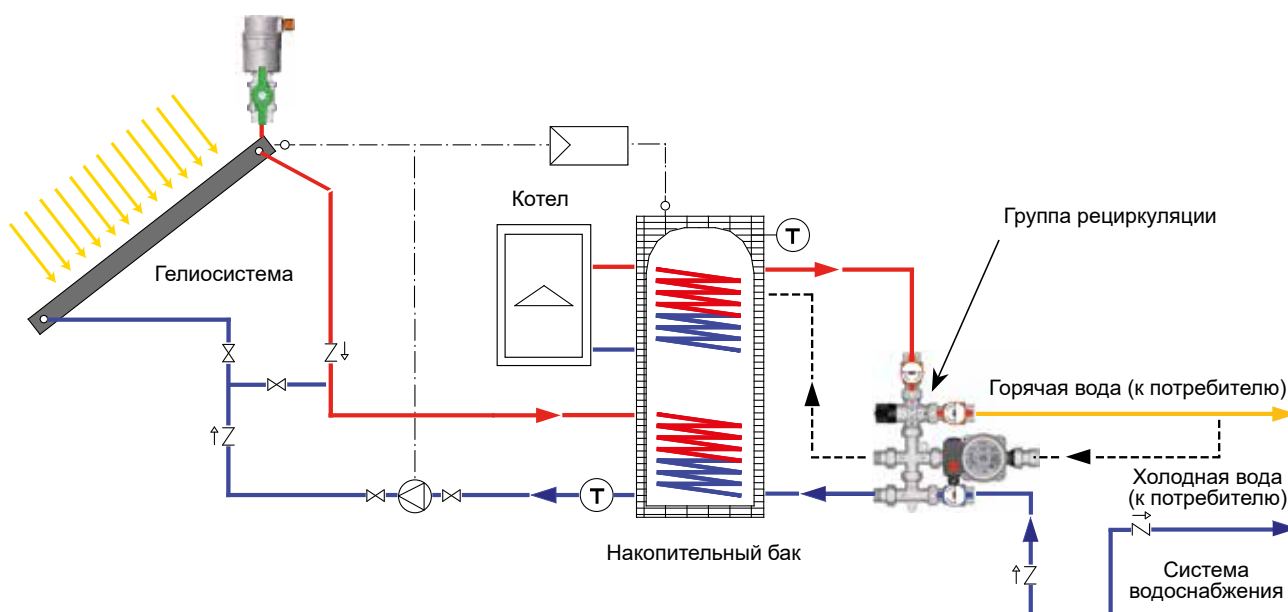 Котел
Группа рециркуляции
Т
Гелиосистема
Горячая вода (к потребителю)
Холодная вода
(к потребителю)
Т
Накопительный бак
Система
водоснабжения